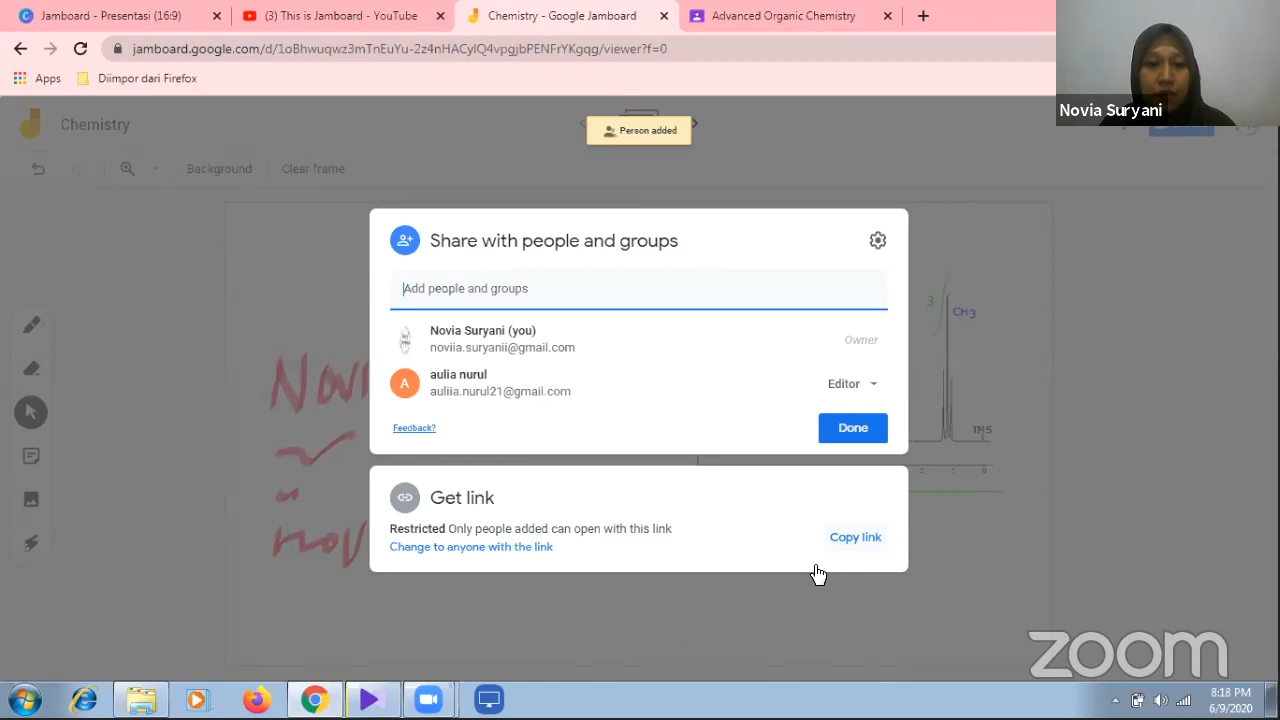 Jamboard - Presentasi (16:9)
(3) This is Jamboard - YouTube
Chemistry - Google Jamboard
Advanced Organic Chemistry
jamboard.google.com/d/1oBhwuqwz3mTnEuYu-2z4nHACylQ4vpgjbPENFrYKgqg/viewer?f=0
Apps
Diimpor dari Firefox
Novia Suryani
Chemistry
Person added
Background
Clear frame
Share with people and groups
Add people and groups
Novia Suryani (you)
noviia.suryanii@gmail.com
Owner
aulia nurul
auliia.nurul21@gmail.com
Editor
Feedback?
Done
3
CH3
TMS
2 1 0
Get link
Restricted Only people added can open with this link
Change to anyone with the link
Copy link
zoom
8:18 PM
6/9/2020